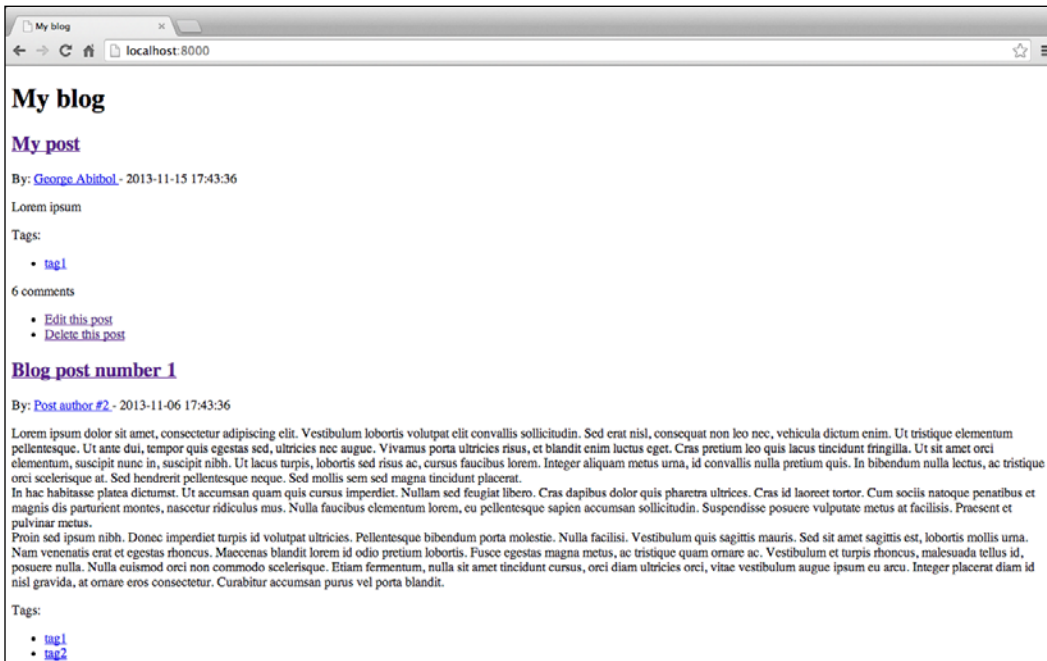 My blog
localhost:8000
My blog
My post
By: George Abitbol - 2013-11-15 17:43:36
Lorem ipsum
Tags:
• tag1
6 comments
• Edit this post
• Delete this post
Blog post number 1
By: Post author #2 - 2013-11-06 17:43:36
Lorem ipsum dolor sit amet, consectetur adipiscing elit. Vestibulum lobortis volutpat elit convallis sollicitudin. Sed erat nisl, consequat non leo nec, vehicula dictum enim. Ut tristique elementum
pellentesque. Ut ante dui, tempor quis egestas sed, ultricies nec augue. Vivamus porta ultricies risus, et blandit enim luctus eget. Cras pretium leo quis lacus tincidunt fringilla. Ut sit amet orci
elementum, suscipit nunc in, suscipit nibh. Ut lacus turpis, lobortis sed risus ac, cursus faucibus lorem. Integer aliquam metus urna, id convallis nulla pretium quis. In bibendum nulla lectus, ac tristique
orci scelerisque at. Sed hendrerit pellentesque neque. Sed mollis sem sed magna tincidunt placerat.
In hac habitasse platea dictumst. Ut accumsan quam quis cursus imperdiet. Nullam sed feugiat libero. Cras dapibus dolor quis pharetra ultrices. Cras id laoreet tortor. Cum sociis natoque penatibus et
magnis dis parturient montes, nascetur ridiculus mus. Nulla faucibus elementum lorem, eu pellentesque sapien accumsan sollicitudin. Suspendisse posuere vulputate metus at facilisis. Praesent et
pulvinar metus.
Proin sed ipsum nibh. Donec imperdiet turpis id volutpat ultricies. Pellentesque bibendum porta molestie. Nulla facilisi. Vestibulum quis sagittis mauris. Sed sit amet sagittis est, lobortis mollis urna.
Nam venenatis erat et egestas rhoncus. Maecenas blandit lorem id odio pretium lobortis. Fusce egestas magna metus, ac tristique quam ornare ac. Vestibulum et turpis rhoncus, malesuada tellus id,
posuere nulla. Nulla euismod orci non commodo scelerisque. Etiam fermentum, nulla sit amet tincidunt cursus, orci diam ultricies orci, vitae vestibulum augue ipsum eu arcu. Integer placerat diam id
nisl gravida, at ornare eros consectetur. Curabitur accumsan purus vel porta blandit.
Tags:
• tag1
• tag2